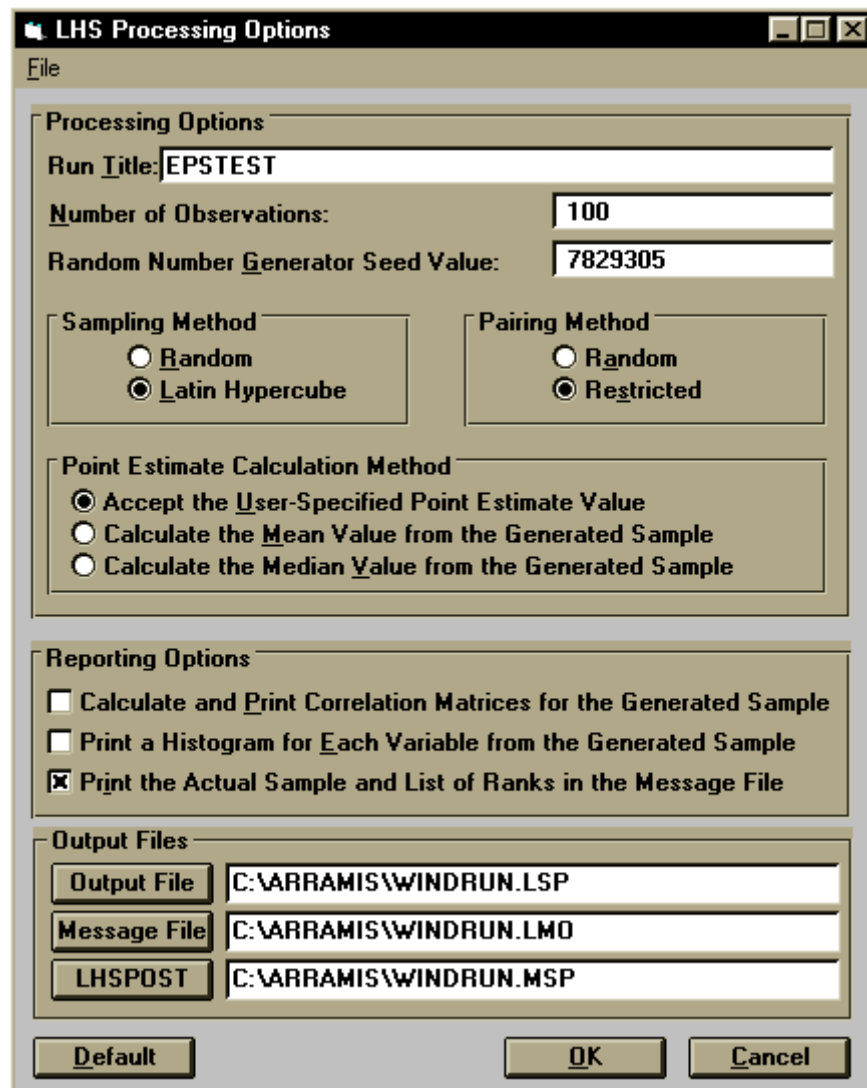 LHS Processing Options
File
Processing Options
Run Title: EPSTEST
Number of Observations: 100
Random Number Generator Seed Value: 7829305
Sampling Method
Random
Latin Hypercube
Pairing Method
Random
Restricted
Point Estimate Calculation Method
Accept the User-Specified Point Estimate Value
Calculate the Mean Value from the Generated Sample
Calculate the Median Value from the Generated Sample
Reporting Options
Calculate and Print Correlation Matrices for the Generated Sample
Print a Histogram for Each Variable from the Generated Sample
Print the Actual Sample and List of Ranks in the Message File
Output Files
Output File C:\ARRAMIS\WINDRUN.LSP
Message File C:\ARRAMIS\WINDRUN.LMO
LHSPOST C:\ARRAMIS\WINDRUN.MSP
Default OK Cancel